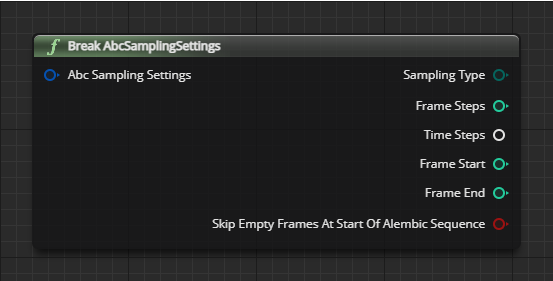 Break AbcSamplingSettings
Abc Sampling Settings
Sampling Type
Frame Steps
Time Steps
Frame Start
Frame End
Skip Empty Frames At Start Of Alembic Sequence